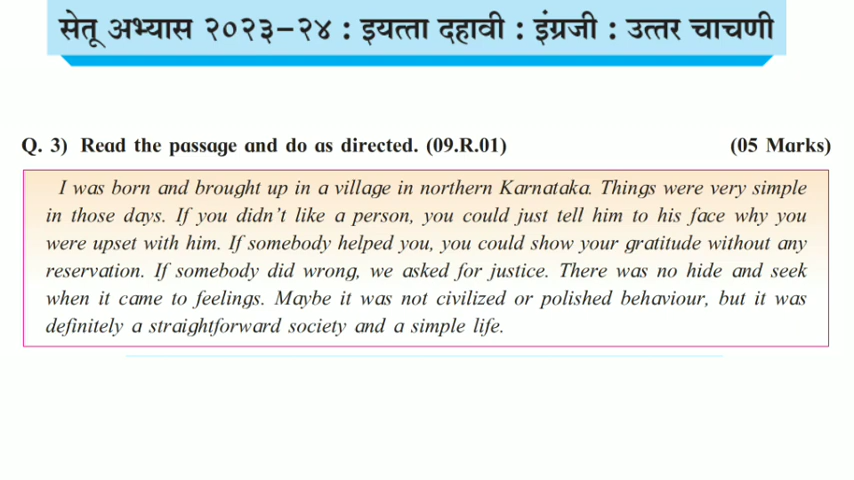 सेतू अभ्यास २०२३–२४ : इयत्ता दहावी : इंग्रजी : उत्तर चाचणी
Q. 3) Read the passage and do as directed. (09.R.01) (05 Marks)
I was born and brought up in a village in northern Karnataka. Things were very simple
in those days. If you didn't like a person, you could just tell him to his face why you
were upset with him. If somebody helped you, you could show your gratitude without any
reservation. If somebody did wrong, we asked for justice. There was no hide and seek
when it came to feelings. Maybe it was not civilized or polished behaviour, but it was
definitely a straightforward society and a simple life.